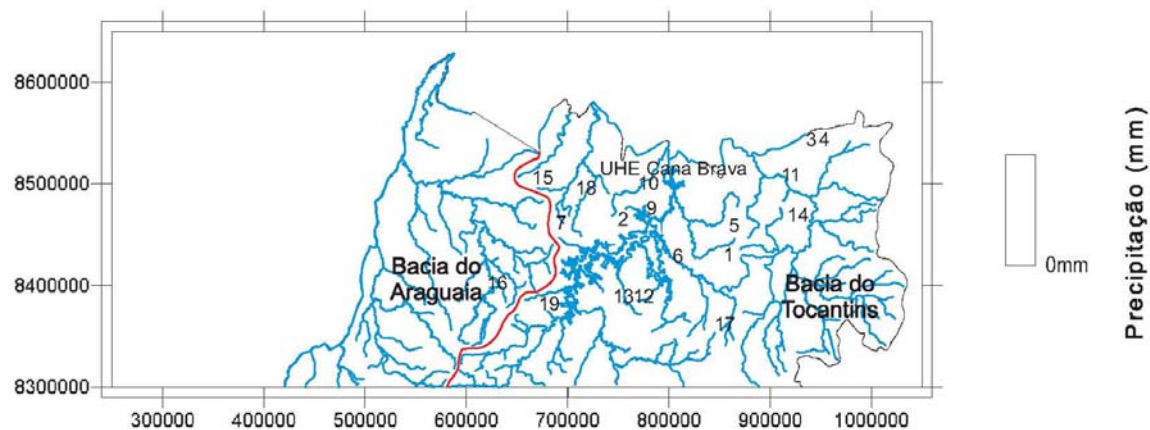 8600000
8500000
8400000
8300000
34
UHE Cana Brava
15
18
10
11
9
7
2
5
14
6
1
Bacia do
Araguaia
16
Bacia do
Tocantins
19
1312
17
300000 400000 500000 600000 700000 800000 900000 1000000
0mm
Precipitação (mm)